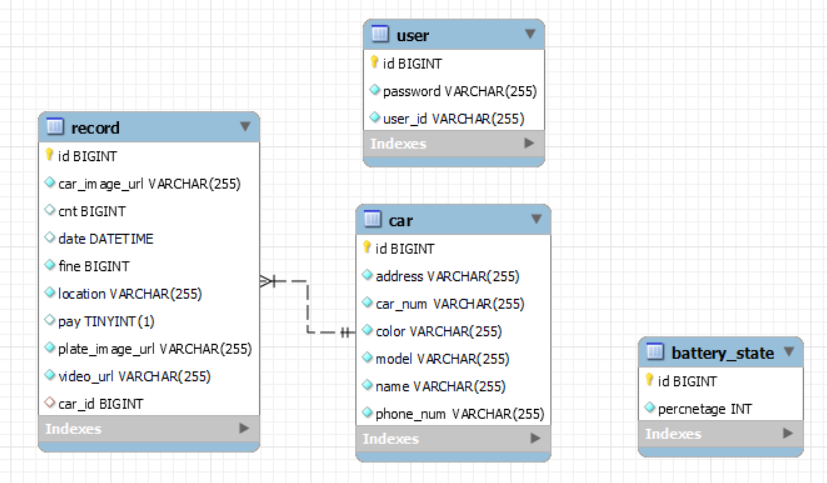 user
id BIGINT
password VARCHAR(255)
user_id VARCHAR(255)
Indexes
record
id BIGINT
car_image_url VARCHAR(255)
cnt BIGINT
date DATETIME
fine BIGINT
location VARCHAR(255)
pay TINYINT(1)
plate_image_url VARCHAR(255)
video_url VARCHAR(255)
car_id BIGINT
Indexes
car
id BIGINT
address VARCHAR(255)
car_num VARCHAR(255)
color VARCHAR(255)
model VARCHAR(255)
name VARCHAR(255)
phone_num VARCHAR(255)
Indexes
battery_state
id BIGINT
percnetage INT
Indexes